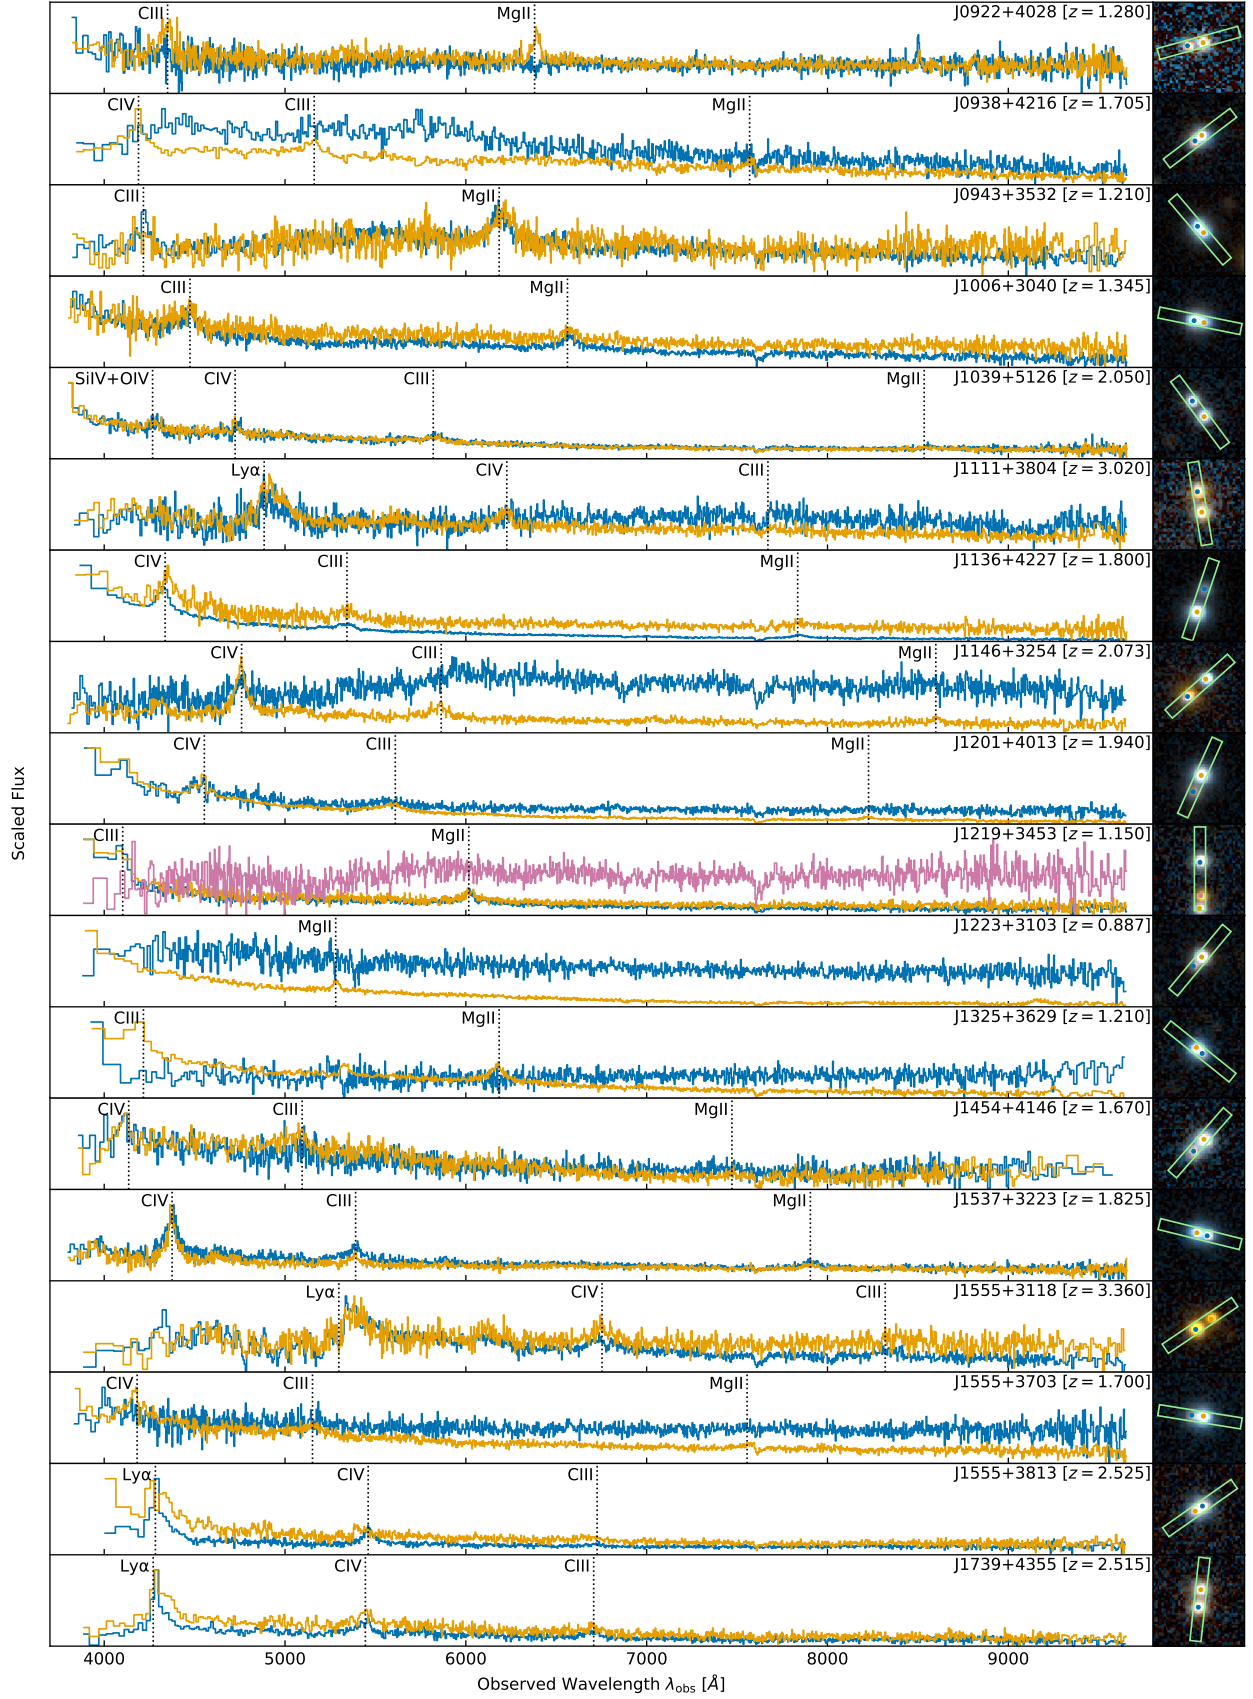 CIII MgII J0922+4028 [z = 1.280]
CIV CIII MgII J0938+4216 [z = 1.705]
CIII MgII J0943+3532 [z = 1.210]
CIII MgII J1006+3040 [z = 1.345]
SiIV+OIV CIV CIII MgII J1039+5126 [z = 2.050]
Lyα CIV CIII J1111+3804 [z = 3.020]
CIV CIII MgII J1136+4227 [z = 1.800]
CIV CIII MgII J1146+3254 [z = 2.073]
CIV CIII MgII J1201+4013 [z = 1.940]
Scaled Flux
CIII MgII J1219+3453 [z = 1.150]
MgII J1223+3103 [z = 0.887]
CIII MgII J1325+3629 [z = 1.210]
CIV CIII MgII J1454+4146 [z = 1.670]
CIV CIII MgII J1537+3223 [z = 1.825]
Lyα CIV CIII J1555+3118 [z = 3.360]
CIV CIII MgII J1555+3703 [z = 1.700]
Lyα CIV CIII J1555+3813 [z = 2.525]
Lyα CIV CIII J1739+4355 [z = 2.515]
4000 5000 6000 7000 8000 9000
Observed Wavelength λobs [Å]